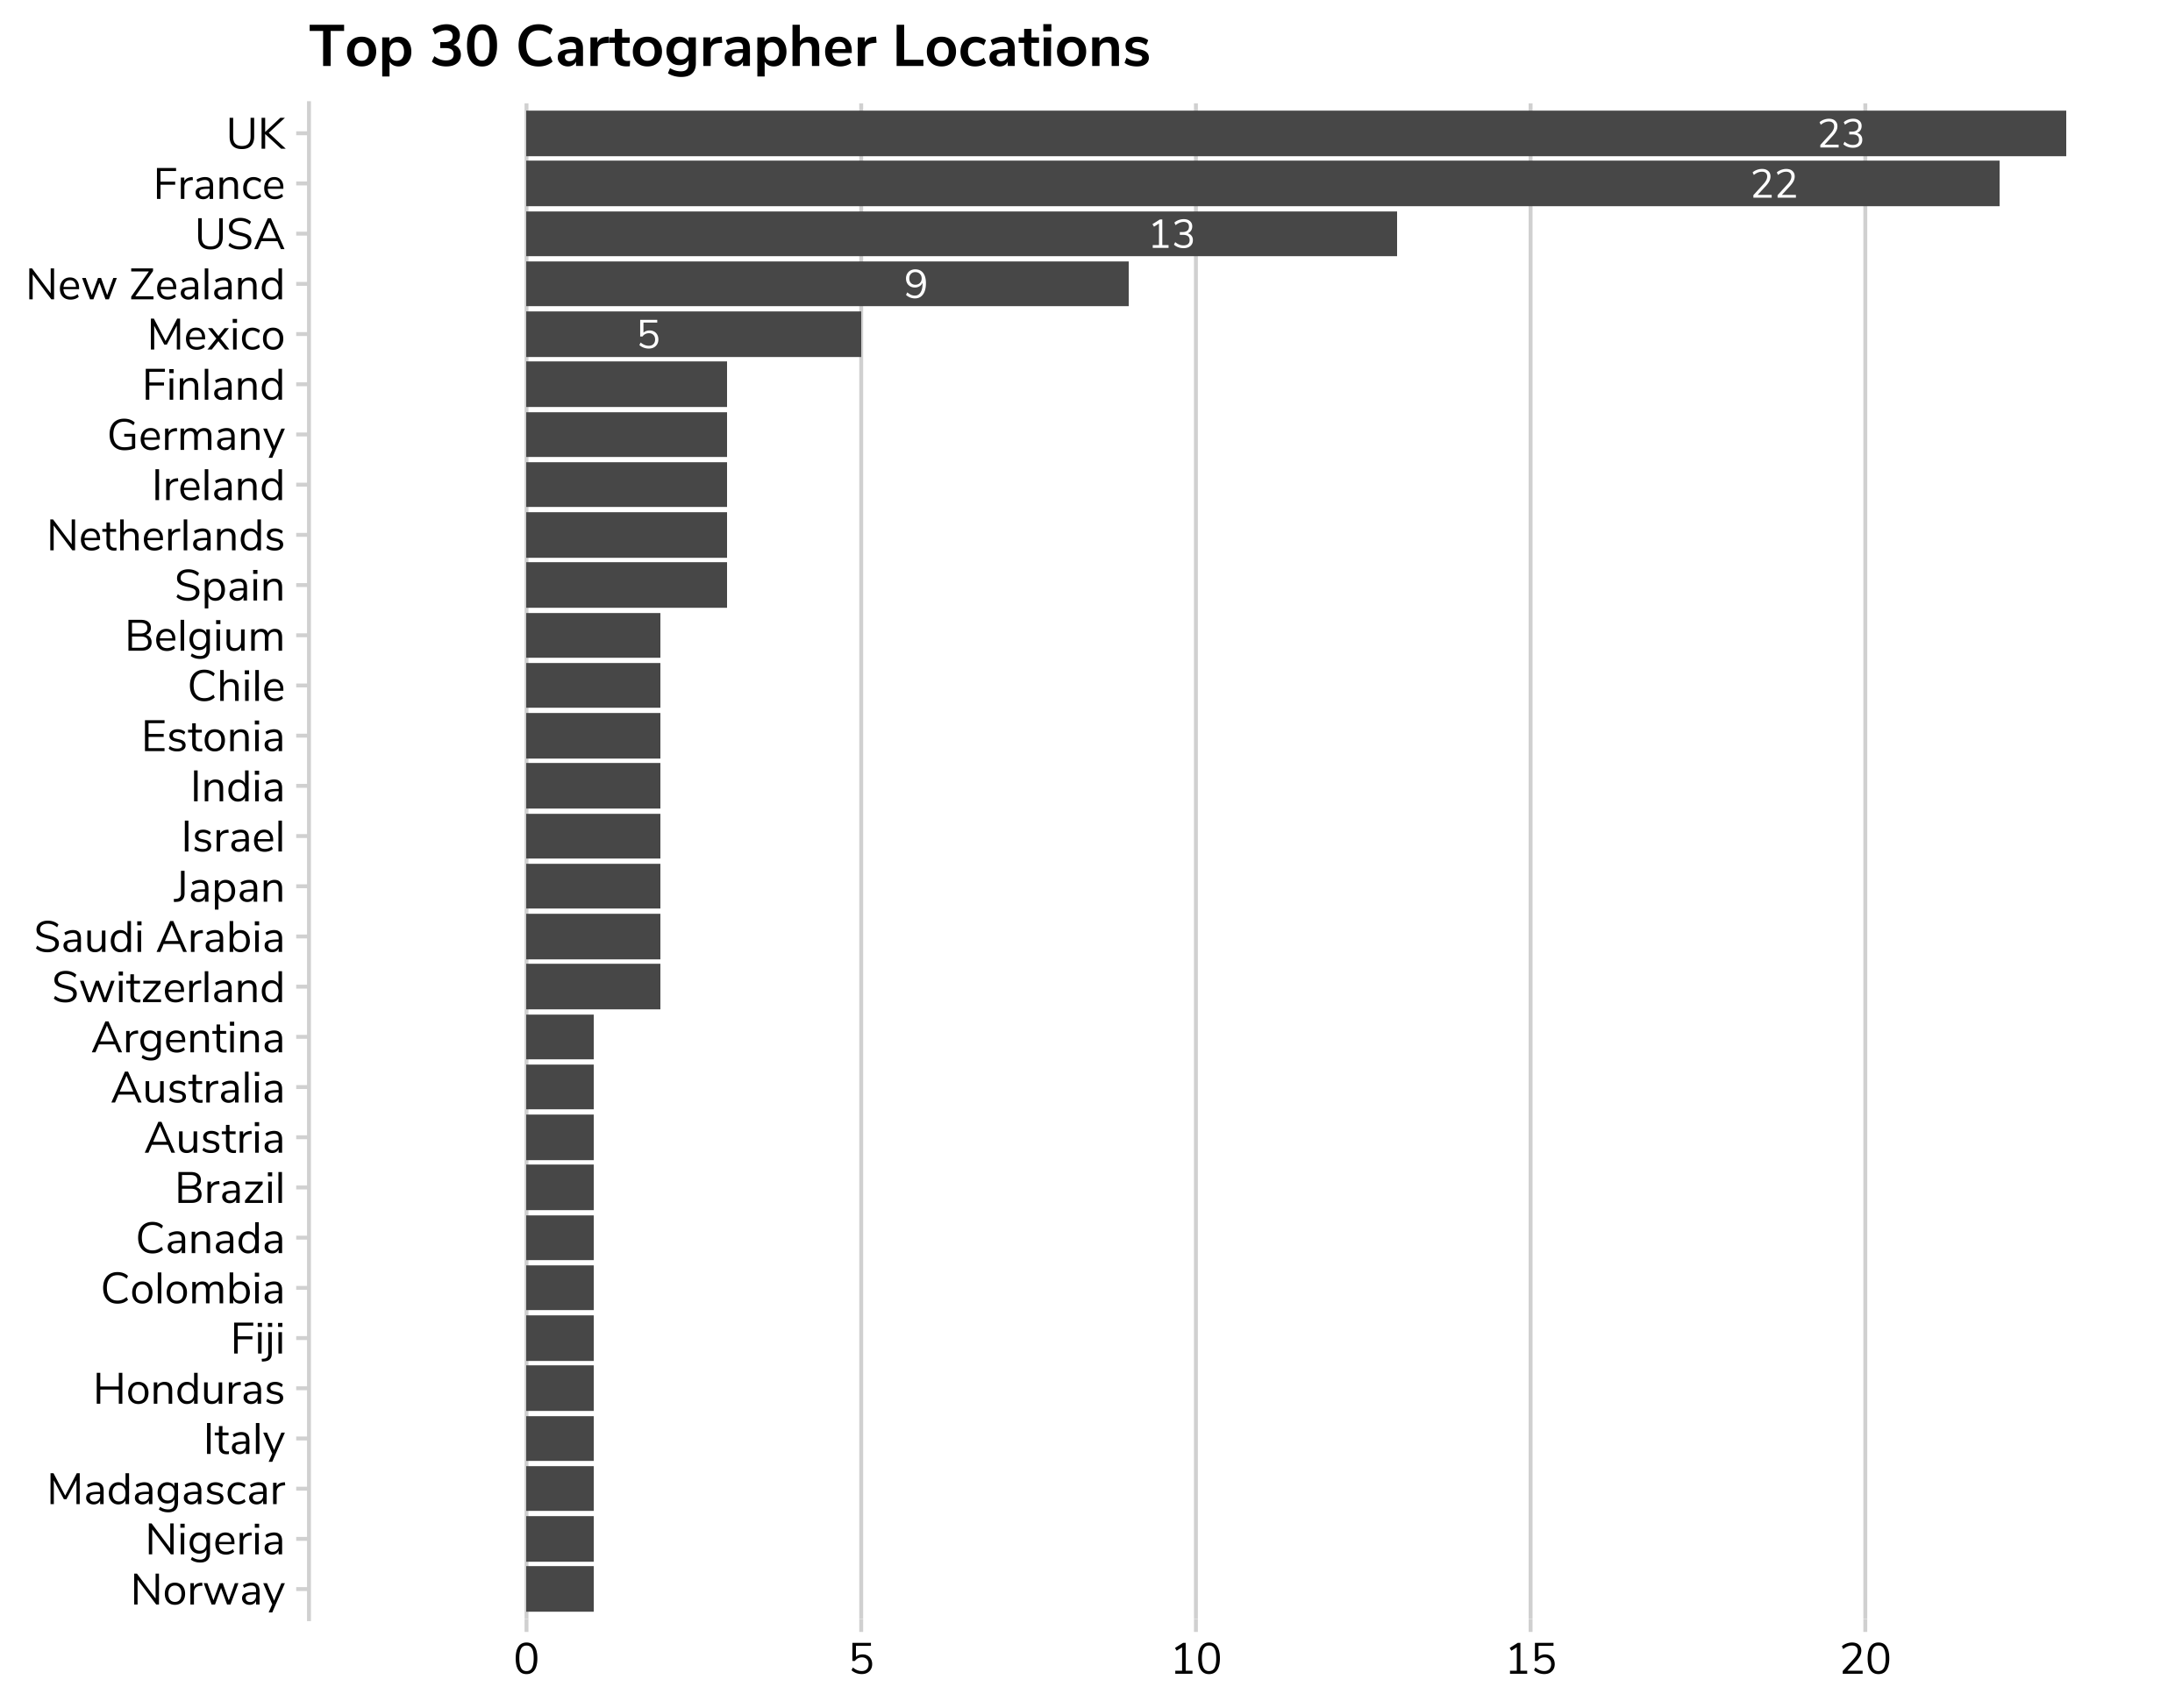 Top 30 Cartographer Locations
UK 23
France 22
USA 13
New Zealand 9
Mexico 5
Finland
Germany
Ireland
Netherlands
Spain
Belgium
Chile
Estonia
India
Israel
Japan
Saudi Arabia
Switzerland
Argentina
Australia
Austria
Brazil
Canada
Colombia
Fiji
Honduras
Italy
Madagascar
Nigeria
Norway
0 5 10 15 20